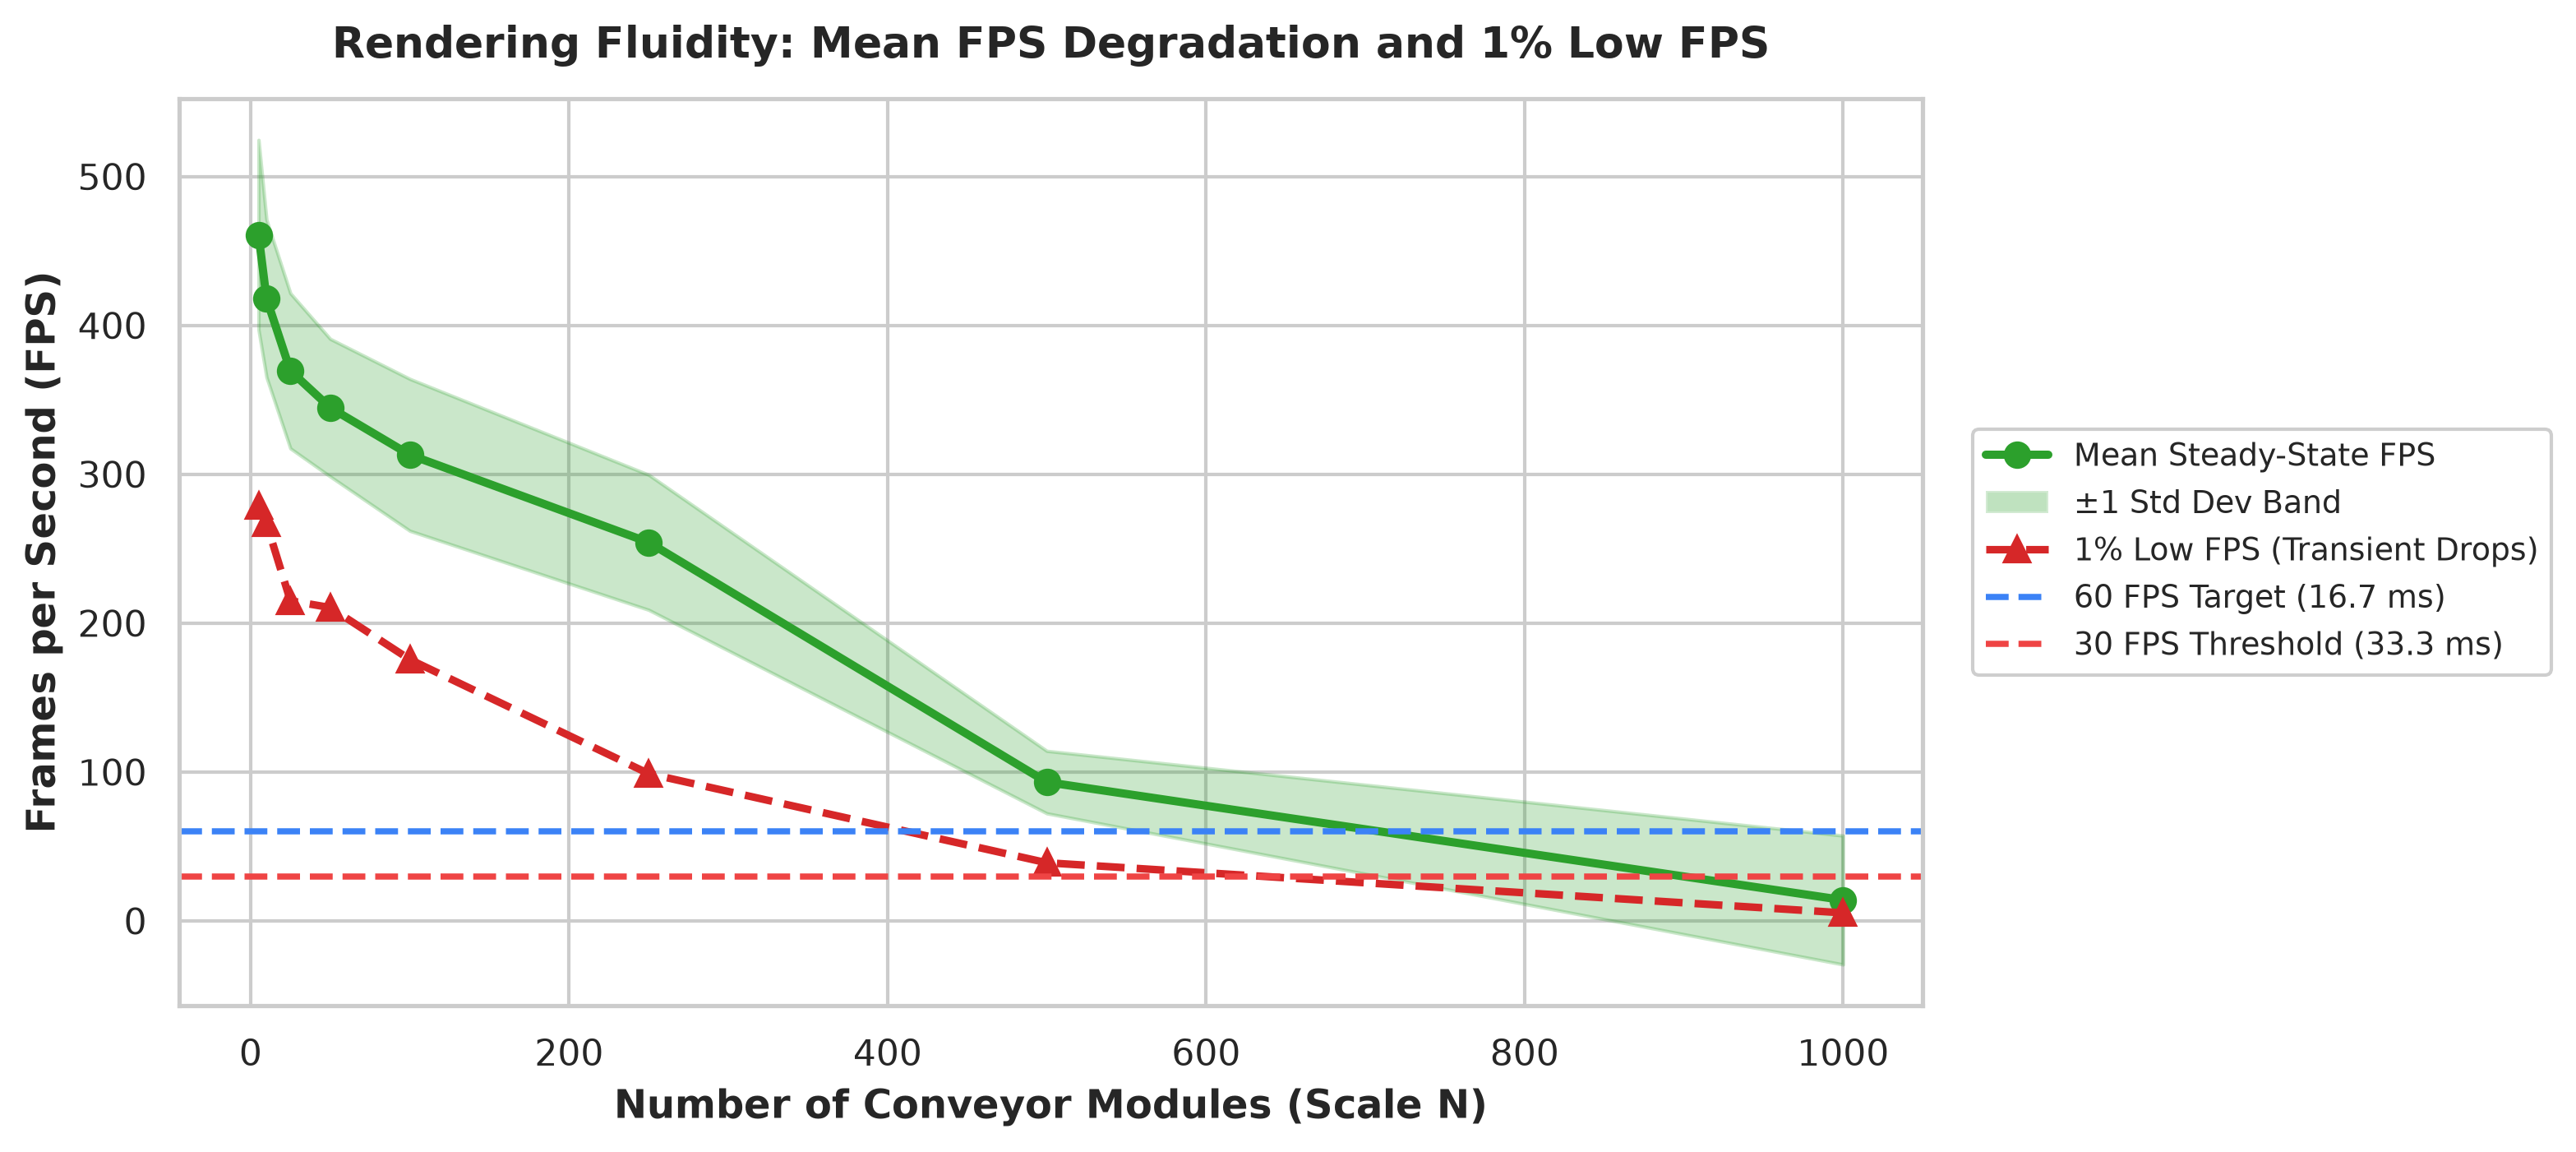 Rendering Fluidity: Mean FPS Degradation and 1% Low FPS
Frames per Second (FPS)
500
400
300
200
100
0
0
200
400
600
800
1000
Number of Conveyor Modules (Scale N)
Mean Steady-State FPS
±1 Std Dev Band
1% Low FPS (Transient Drops)
60 FPS Target (16.7 ms)
30 FPS Threshold (33.3 ms)